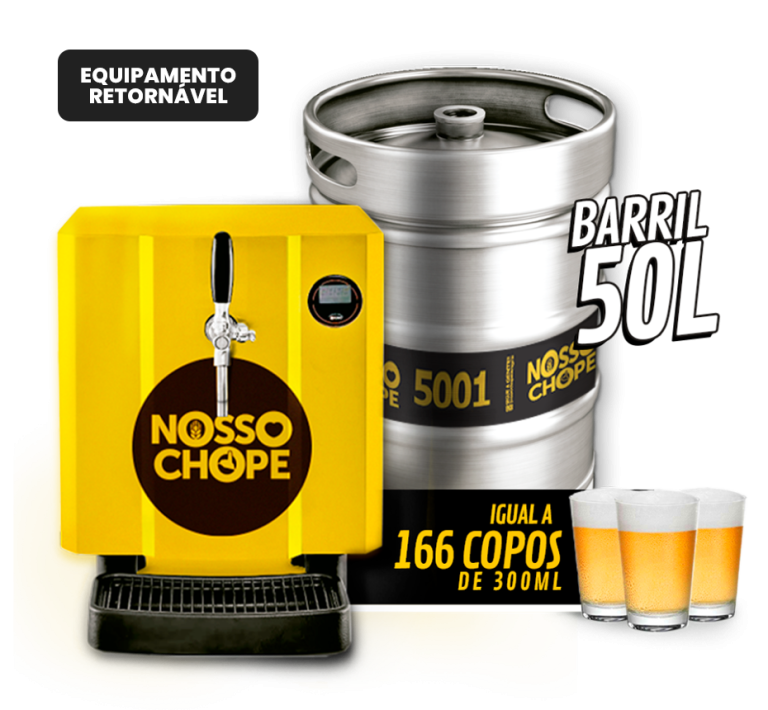 EQUIPAMENTO
RETORNÁVEL
BARRIL
50L
5001
NOSSO
CHOPE
NOSSO
CHOPE
IGUAL A
166 COPOS
DE 300ML